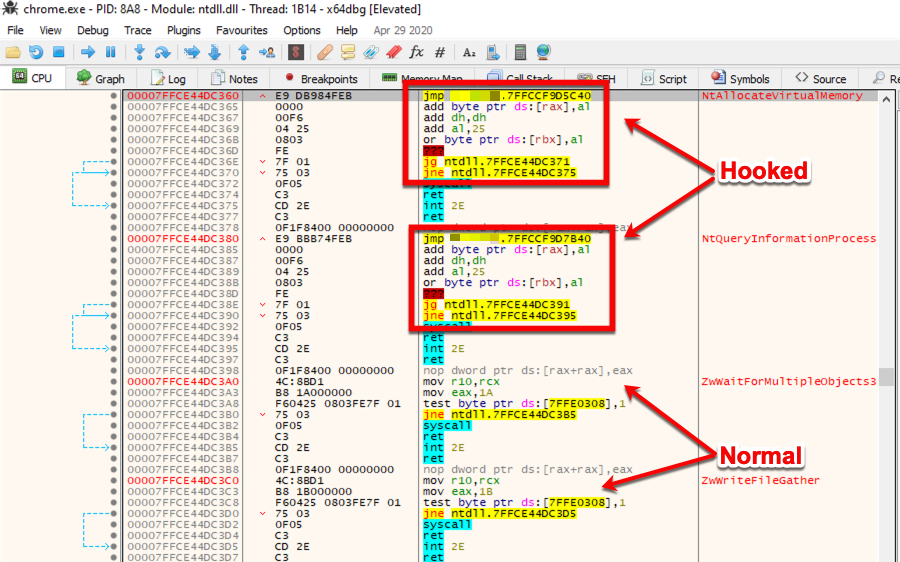 chrome.exe - PID: 8A8 - Module: ntdll.dll - Thread: 1B14 - x64dbg [Elevated]
File View Debug Trace Plugins Favourites Options Help Apr 29 2020
CPU Graph Log Notes Breakpoints Memory Map Call Stack SEH Script Symbols Source Re
00007FFCE44DC360 E9 DB984FEB jmp .7FFCCF9D5C40 NtAllocateVirtualMemory
00007FFCE44DC365 0000 add byte ptr ds:[rax],al
00007FFCE44DC367 00F6 add dh,dh
00007FFCE44DC369 04 25 add al,25
00007FFCE44DC36B 0803 or byte ptr ds:[rbx],al
00007FFCE44DC36D FE ???
00007FFCE44DC36E 7F 01 jg ntdll.7FFCE44DC371
00007FFCE44DC370 75 03 jne ntdll.7FFCE44DC375
00007FFCE44DC372 0F05 syscall
00007FFCE44DC374 C3 ret
00007FFCE44DC375 CD 2E int 2E
00007FFCE44DC377 C3 ret
00007FFCE44DC378 0F1F8400 00000000 nop dword ptr ds:[rax+rax],eax
00007FFCE44DC380 E9 BBB74FEB jmp .7FFCCF9D7B40 NtQueryInformationProcess
00007FFCE44DC385 0000 add byte ptr ds:[rax],al
00007FFCE44DC387 00F6 add dh,dh
00007FFCE44DC389 04 25 add al,25
00007FFCE44DC38B 0803 or byte ptr ds:[rbx],al
00007FFCE44DC38D FE ???
00007FFCE44DC38E 7F 01 jg ntdll.7FFCE44DC391
00007FFCE44DC390 75 03 jne ntdll.7FFCE44DC395
00007FFCE44DC392 0F05 syscall
00007FFCE44DC394 C3 ret
00007FFCE44DC395 CD 2E int 2E
00007FFCE44DC397 C3 ret
00007FFCE44DC398 0F1F8400 00000000 nop dword ptr ds:[rax+rax],eax
00007FFCE44DC3A0 4C:8BD1 mov r10,rcx ZwWaitForMultipleObjects3
00007FFCE44DC3A3 B8 1A000000 mov eax,1A
00007FFCE44DC3A8 F60425 0803FE7F 01 test byte ptr ds:[7FFE0308],1
00007FFCE44DC3B0 75 03 jne ntdll.7FFCE44DC3B5
00007FFCE44DC3B2 0F05 syscall
00007FFCE44DC3B4 C3 ret
00007FFCE44DC3B5 CD 2E int 2E
00007FFCE44DC3B7 C3 ret
00007FFCE44DC3B8 0F1F8400 00000000 nop dword ptr ds:[rax+rax],eax
00007FFCE44DC3C0 4C:8BD1 mov r10,rcx ZwWriteFileGather
00007FFCE44DC3C3 B8 1B000000 mov eax,1B
00007FFCE44DC3C8 F60425 0803FE7F 01 test byte ptr ds:[7FFE0308],1
00007FFCE44DC3D0 75 03 jne ntdll.7FFCE44DC3D5
00007FFCE44DC3D2 0F05 syscall
00007FFCE44DC3D4 C3 ret
00007FFCE44DC3D5 CD 2E int 2E
00007FFCE44DC3D7 C3 ret
Hooked
Normal